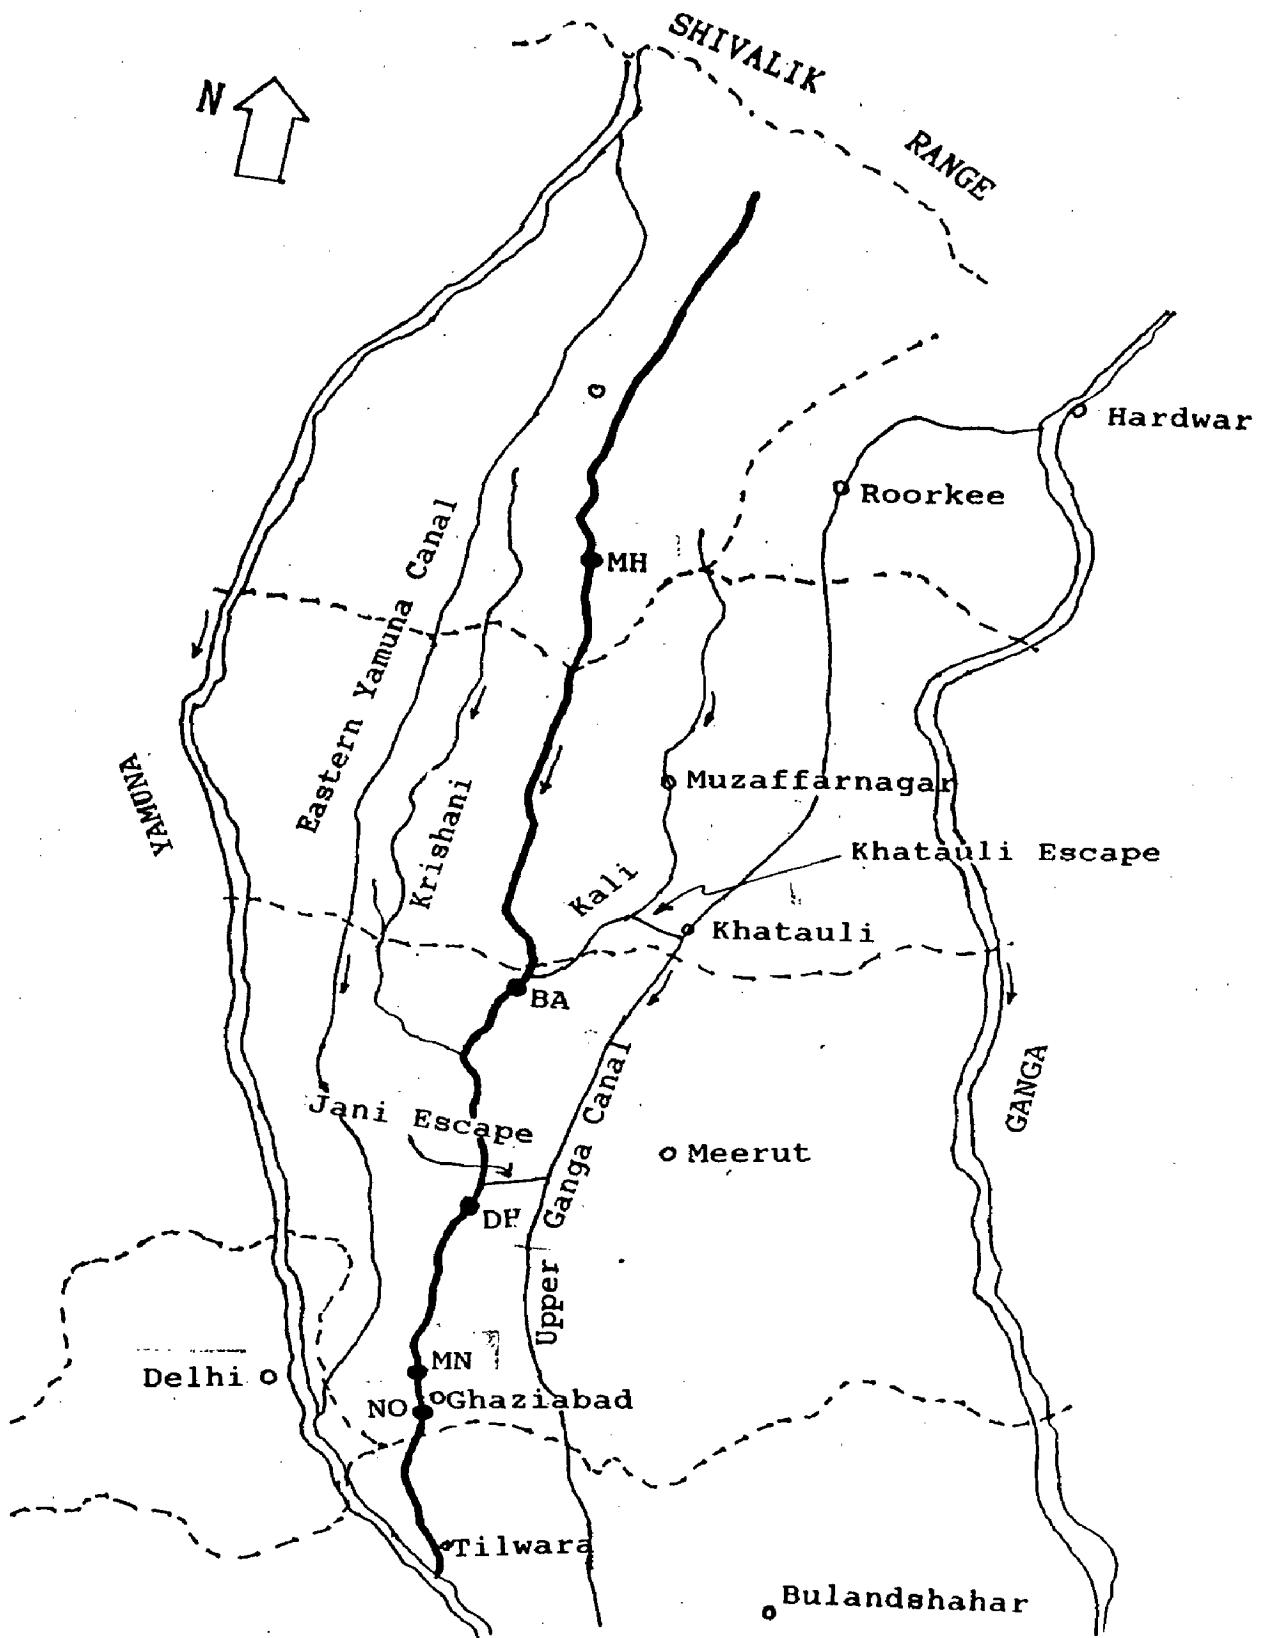 SHIVALIK
N
RANGE
Hardwar
Roorkee
Eastern Yamuna Canal
MH
YAMUNA
Muzaffarnagar
Krishani
Khatauli Escape
Kali
Khatauli
BA
GANGA
Jani Escape
Meerut
DH
Upper Ganga Canal
MN
Delhi
Ghaziabad
NO
Tilwara
Bulandshahar